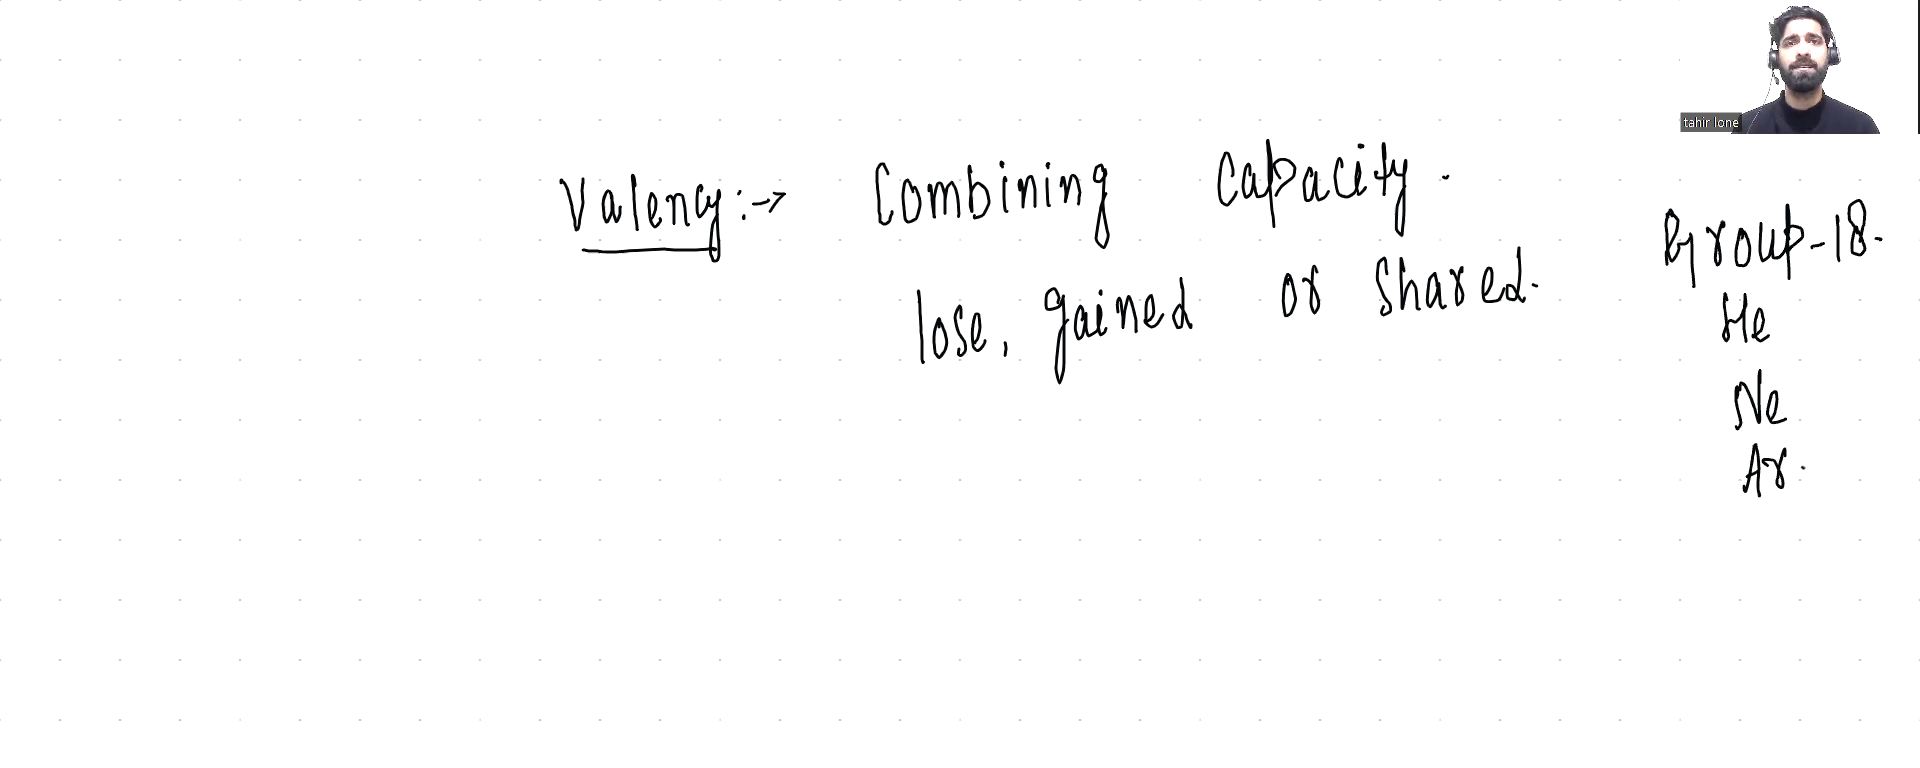 tahir lone
Valency:→ Combining capacity.
lose, gained or shared.
Group-18.
He
Ne
Ar.